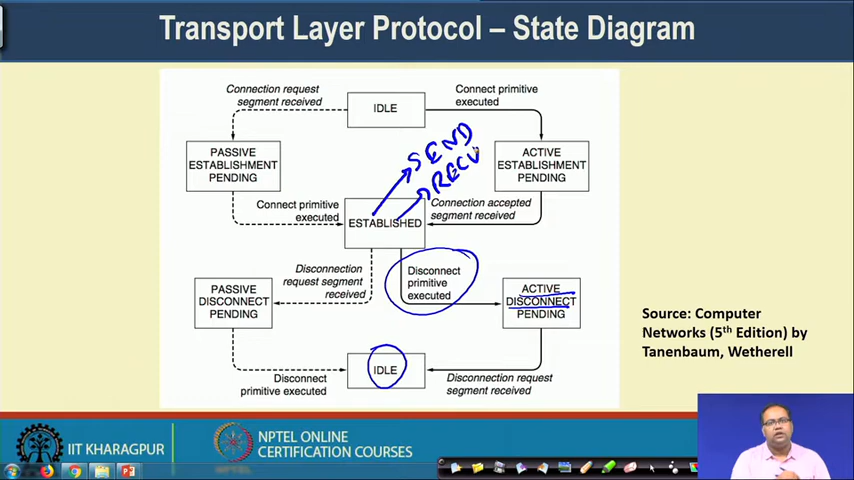 Transport Layer Protocol – State Diagram
Connection request
segment received
IDLE
Connect primitive
executed
PASSIVE
ESTABLISHMENT
PENDING
SEND
RECV
ACTIVE
ESTABLISHMENT
PENDING
Connect primitive
executed
ESTABLISHED
Connection accepted
segment received
Disconnection
request segment
received
Disconnect
primitive
executed
PASSIVE
DISCONNECT
PENDING
ACTIVE
DISCONNECT
PENDING
Source: Computer
Networks (5th Edition) by
Tanenbaum, Wetherell
IDLE
Disconnect
primitive executed
Disconnection request
segment received
IIT KHARAGPUR
NPTEL ONLINE
CERTIFICATION COURSES